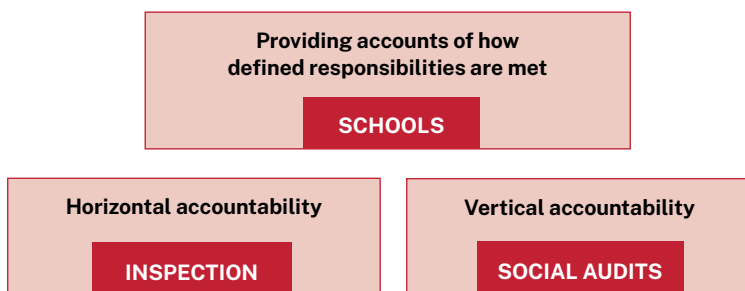 Providing accounts of how
defined responsibilities are met
SCHOOLS
Horizontal accountability
INSPECTION
Vertical accountability
SOCIAL AUDITS